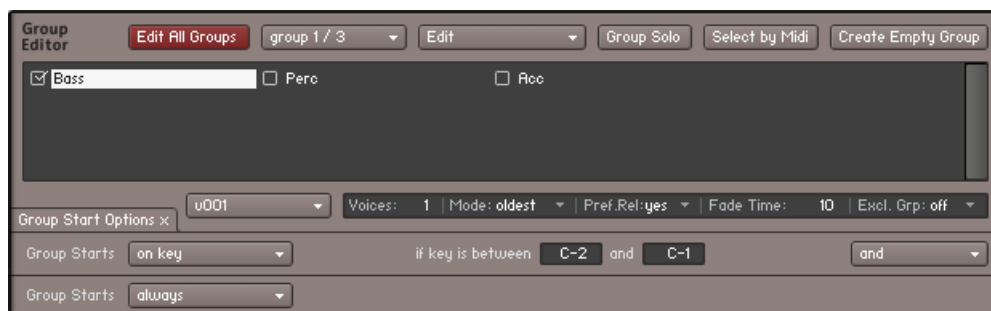 Group Editor Edit All Groups group 1 / 3 Edit Group Solo Select by Midi Create Empty Group
Bass Perc Acc
Group Start Options × v001 Voices: 1 | Mode: oldest | Pref.Rel:yes | Fade Time: 10 | Excl. Grp: off
Group Starts on key if key is between C-2 and C-1 and
Group Starts always